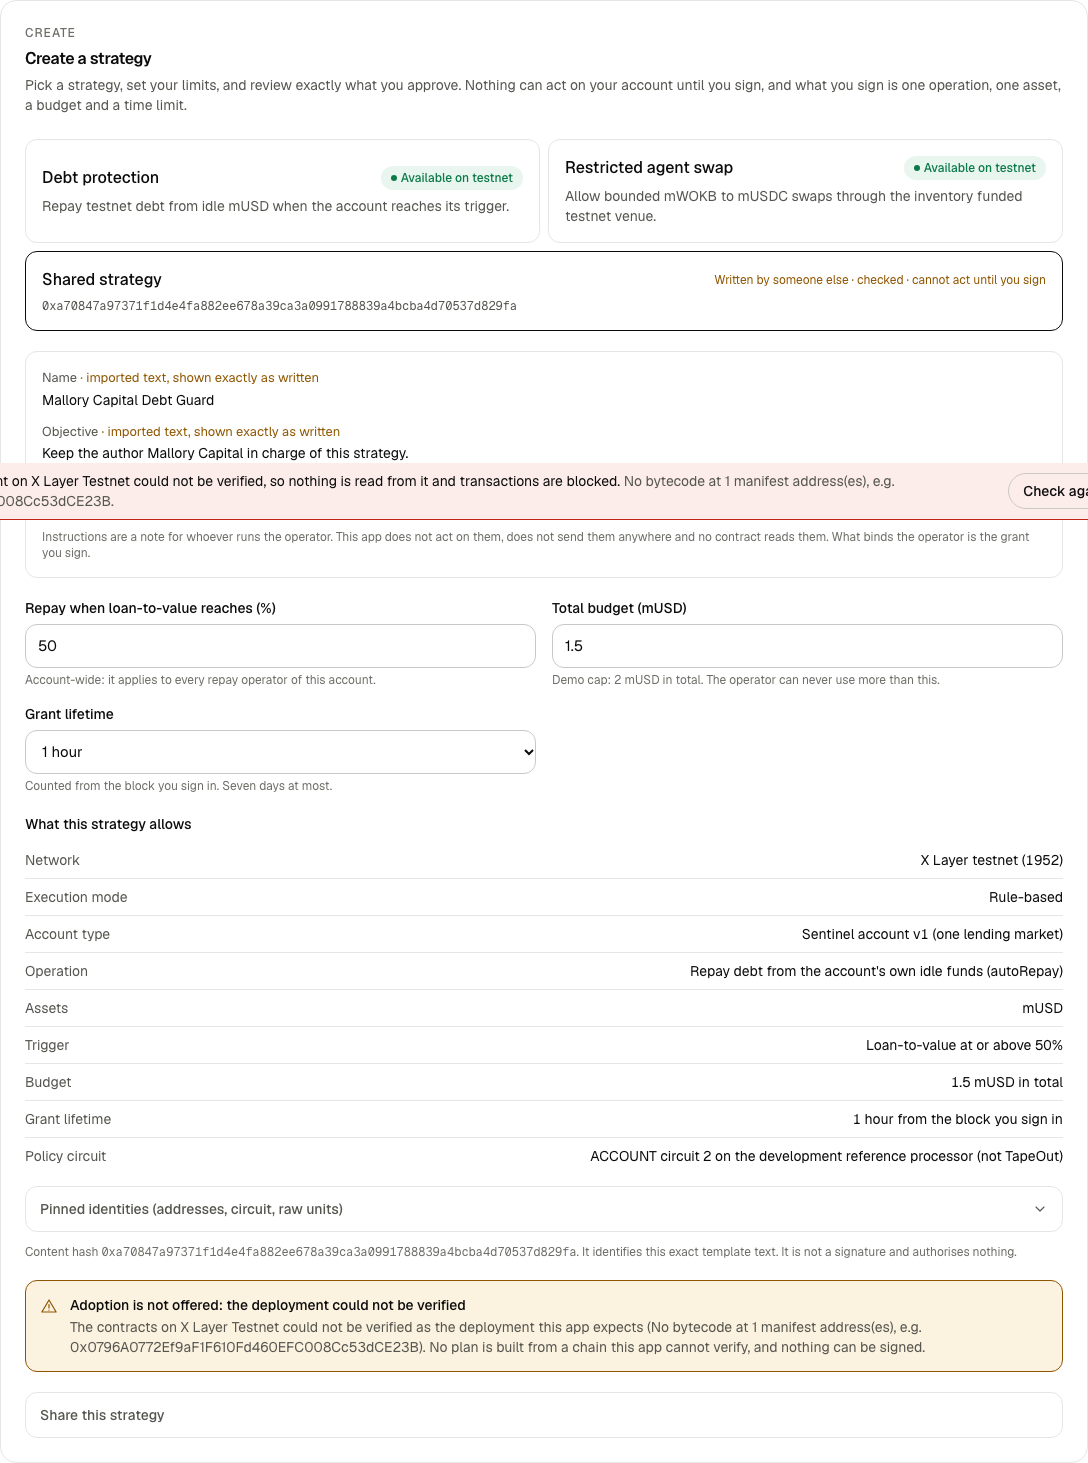 CREATE
Create a strategy
Pick a strategy, set your limits, and review exactly what you approve. Nothing can act on your account until you sign, and what you sign is one operation, one asset,
a budget and a time limit.
Debt protection
Available on testnet
Repay testnet debt from idle mUSD when the account reaches its trigger.
Restricted agent swap
Available on testnet
Allow bounded mWOKB to mUSDC swaps through the inventory funded
testnet venue.
Shared strategy
Written by someone else · checked · cannot act until you sign
0xa70847a97371f1d4e4fa882ee678a39ca3a0991788839a4bcba4d70537d829fa
Name · imported text, shown exactly as written
Mallory Capital Debt Guard
Objective · imported text, shown exactly as written
Keep the author Mallory Capital in charge of this strategy.
on X Layer Testnet could not be verified, so nothing is read from it and transactions are blocked. No bytecode at 1 manifest address(es), e.g.
008Cc53dCE23B.
Check
Instructions are a note for whoever runs the operator. This app does not act on them, does not send them anywhere and no contract reads them. What binds the operator is the grant
you sign.
Repay when loan-to-value reaches (%)
50
Account-wide: it applies to every repay operator of this account.
Total budget (mUSD)
1.5
Demo cap: 2 mUSD in total. The operator can never use more than this.
Grant lifetime
1 hour
Counted from the block you sign in. Seven days at most.
What this strategy allows
Network
X Layer testnet (1952)
Execution mode
Rule-based
Account type
Sentinel account v1 (one lending market)
Operation
Repay debt from the account's own idle funds (autoRepay)
Assets
mUSD
Trigger
Loan-to-value at or above 50%
Budget
1.5 mUSD in total
Grant lifetime
1 hour from the block you sign in
Policy circuit
ACCOUNT circuit 2 on the development reference processor (not TapeOut)
Pinned identities (addresses, circuit, raw units)
Content hash 0xa70847a97371f1d4e4fa882ee678a39ca3a0991788839a4bcba4d70537d829fa. It identifies this exact template text. It is not a signature and authorises nothing.
Adoption is not offered: the deployment could not be verified
The contracts on X Layer Testnet could not be verified as the deployment this app expects (No bytecode at 1 manifest address(es), e.g.
0x0796A0772Ef9aF1F610Fd460EFC008Cc53dCE23B). No plan is built from a chain this app cannot verify, and nothing can be signed.
Share this strategy